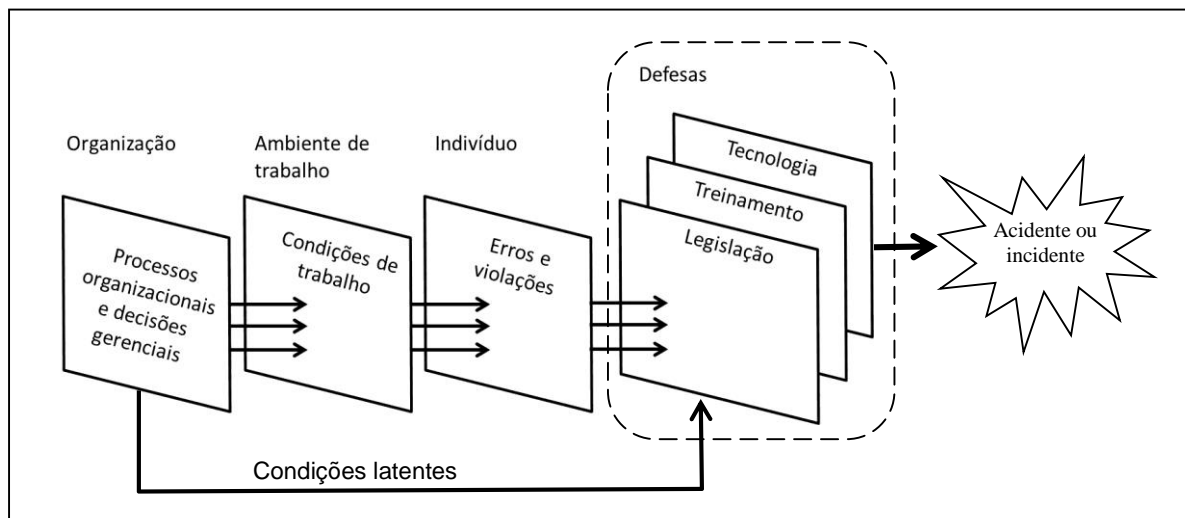 Organização
Processos
organizacionais
e decisões
gerenciais
Ambiente de
trabalho
Condições de
trabalho
Indivíduo
Erros e
violações
Defesas
Tecnologia
Treinamento
Legislação
Acidente ou
incidente
Condições latentes